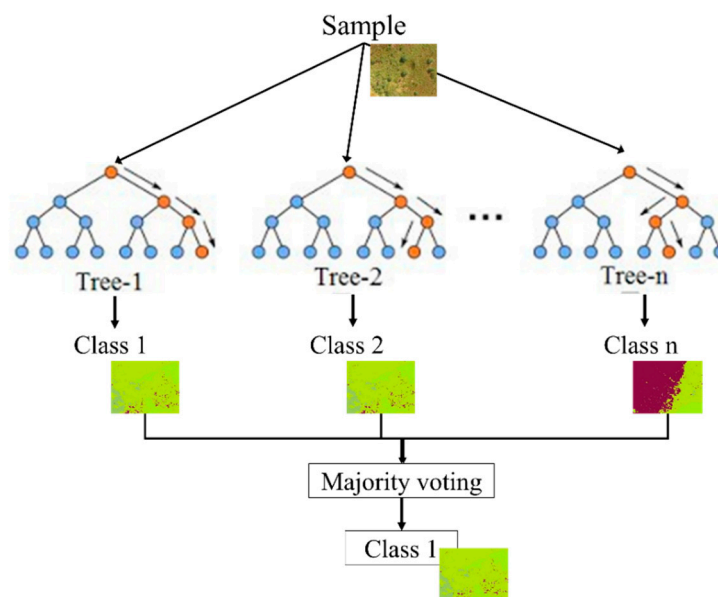 Sample
Tree-1
Tree-2
...
Tree-n
Class 1
Class 2
Class n
Majority voting
Class 1